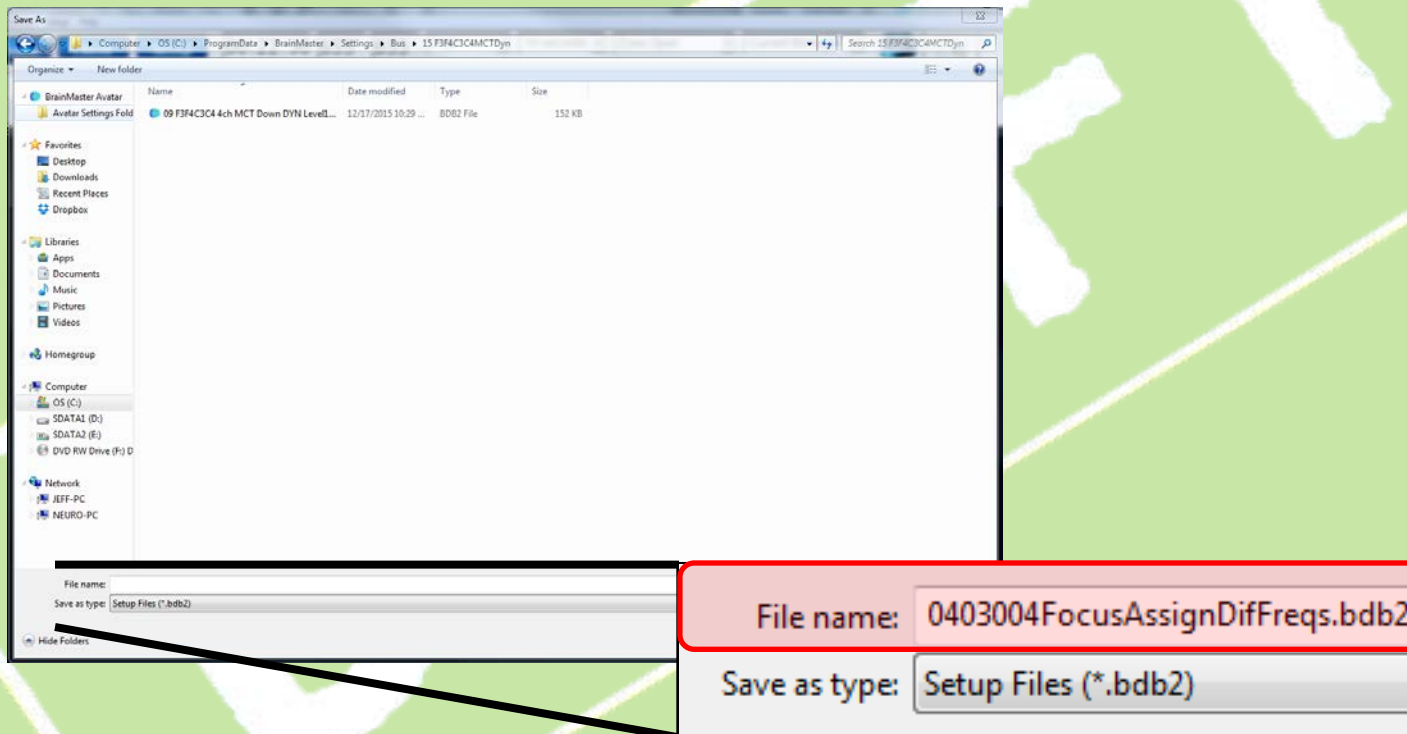 Save As
Computer ▸ OS (C:) ▸ ProgramData ▸ BrainMaster ▸ Settings ▸ Bus ▸ 15 F3F4C3C4MCTDyn
Search 15 F3F4C3C4MCTDyn
Organize New folder
BrainMaster Avatar
Avatar Settings Fold
Favorites
Desktop
Downloads
Recent Places
Dropbox
Libraries
Apps
Documents
Music
Pictures
Videos
Homegroup
Computer
OS (C:)
SDATA1 (D:)
SDATA2 (E:)
DVD RW Drive (F:) D
Network
JEFF-PC
NEURO-PC
Name Date modified Type Size
09 F3F4C3C4 4ch MCT Down DYN Level1... 12/17/2015 10:29 ... BDB2 File 152 KB
File name:
Save as type: Setup Files (*.bdb2)
Hide Folders
File name: 0403004FocusAssignDifFreqs.bdb2
Save as type: Setup Files (*.bdb2)